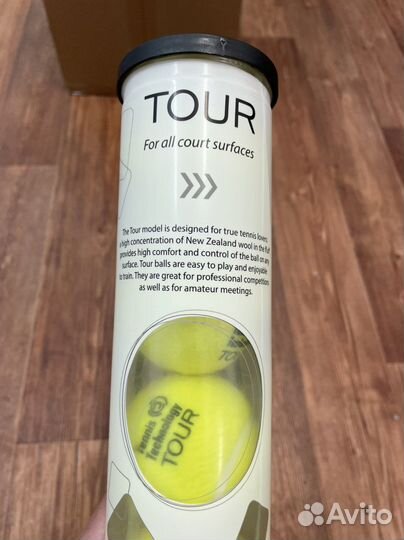 TOUR
For all court surfaces
The Tour model is designed for true tennis lovers,
a high concentration of New Zealand wool in the
provides high comfort and control of the ball on any
surface. Tour balls are easy to play and enjoyable
to train. They are great for professional competitions
as well as for amateur meetings.
TOUR
Tennis
Technology
TOUR
Avito